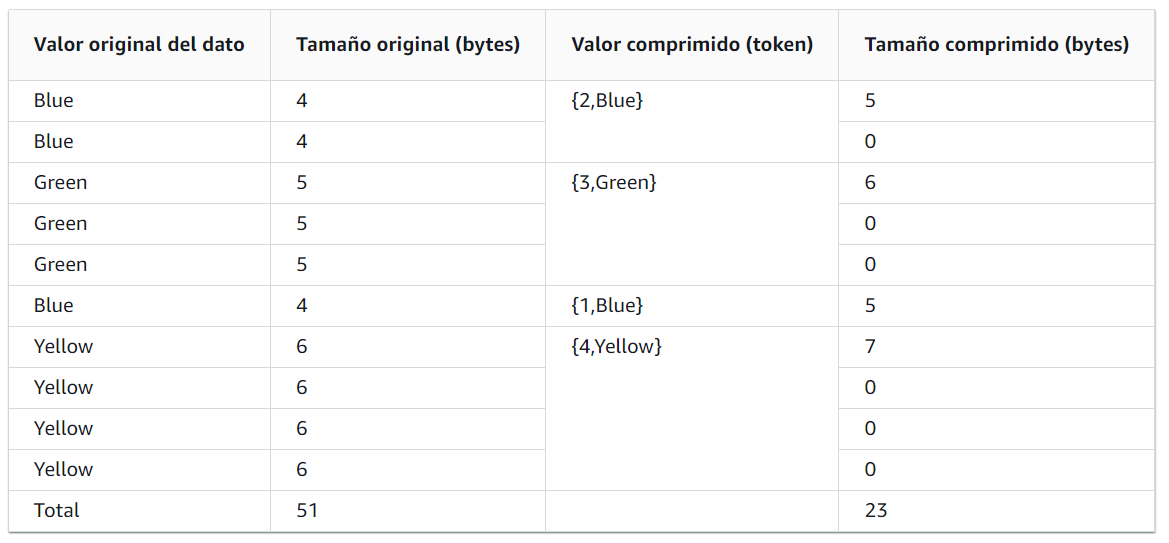 Valor original del dato Tamaño original (bytes) Valor comprimido (token) Tamaño comprimido (bytes)
Blue 4 {2,Blue} 5
Blue 4 0
Green 5 {3,Green} 6
Green 5 0
Green 5 0
Blue 4 {1,Blue} 5
Yellow 6 {4,Yellow} 7
Yellow 6 0
Yellow 6 0
Yellow 6 0
Total 51 23